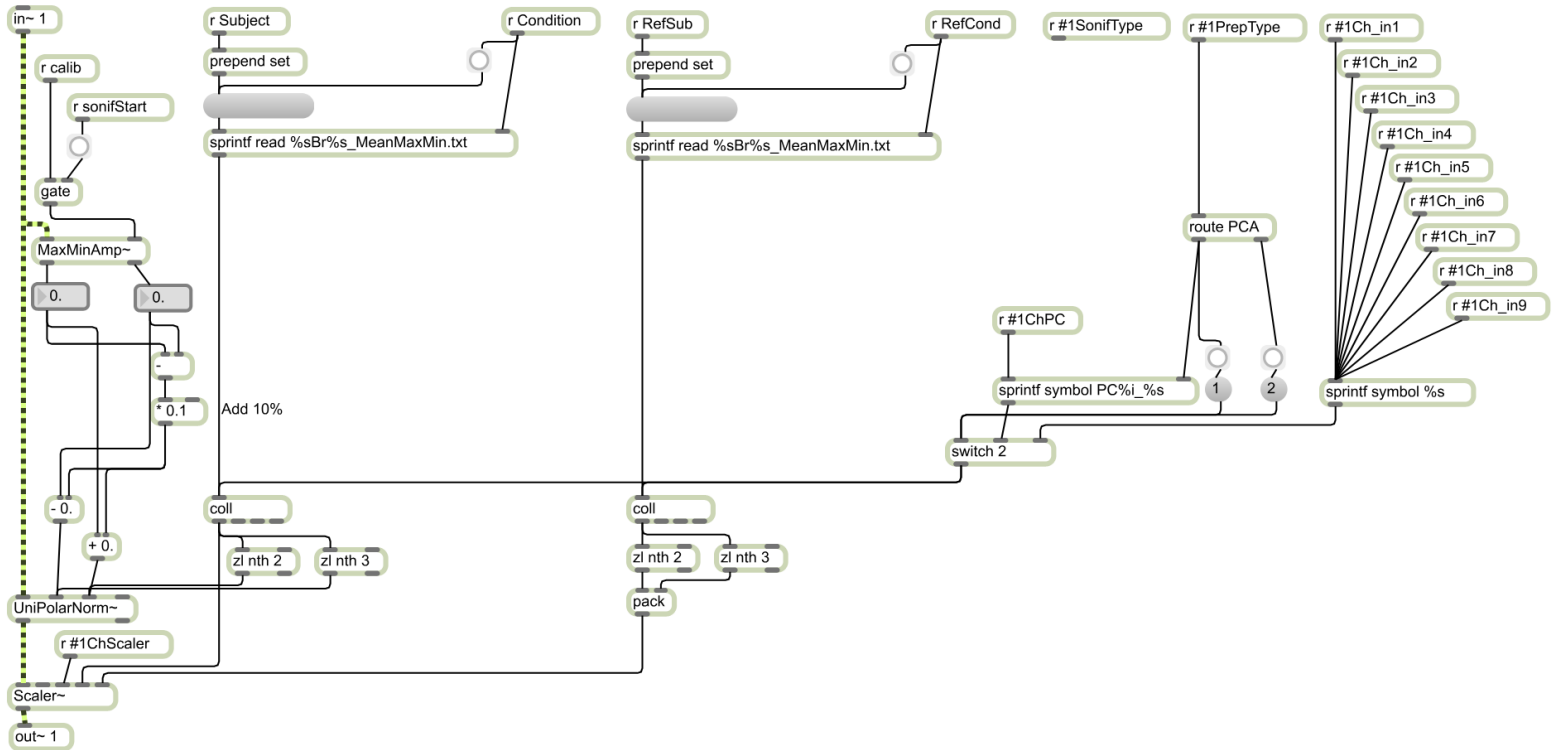 in~ 1
r Subject
r Condition
r RefSub
r RefCond
r #1SonifType
r #1PrepType
r #1Ch_in1
r calib
prepend set
prepend set
r #1Ch_in2
r sonifStart
r #1Ch_in3
sprintf read %sBr%s_MeanMaxMin.txt
sprintf read %sBr%s_MeanMaxMin.txt
r #1Ch_in4
r #1Ch_in5
gate
r #1Ch_in6
route PCA
r #1Ch_in7
MaxMinAmp~
r #1Ch_in8
0.
0.
r #1Ch_in9
r #1ChPC
-
sprintf symbol PC%i_%s
1
2
sprintf symbol %s
* 0.1
Add 10%
switch 2
- 0.
coll
coll
+ 0.
zl nth 2
zl nth 3
zl nth 2
zl nth 3
UniPolarNorm~
pack
r #1ChScaler
Scaler~
out~ 1